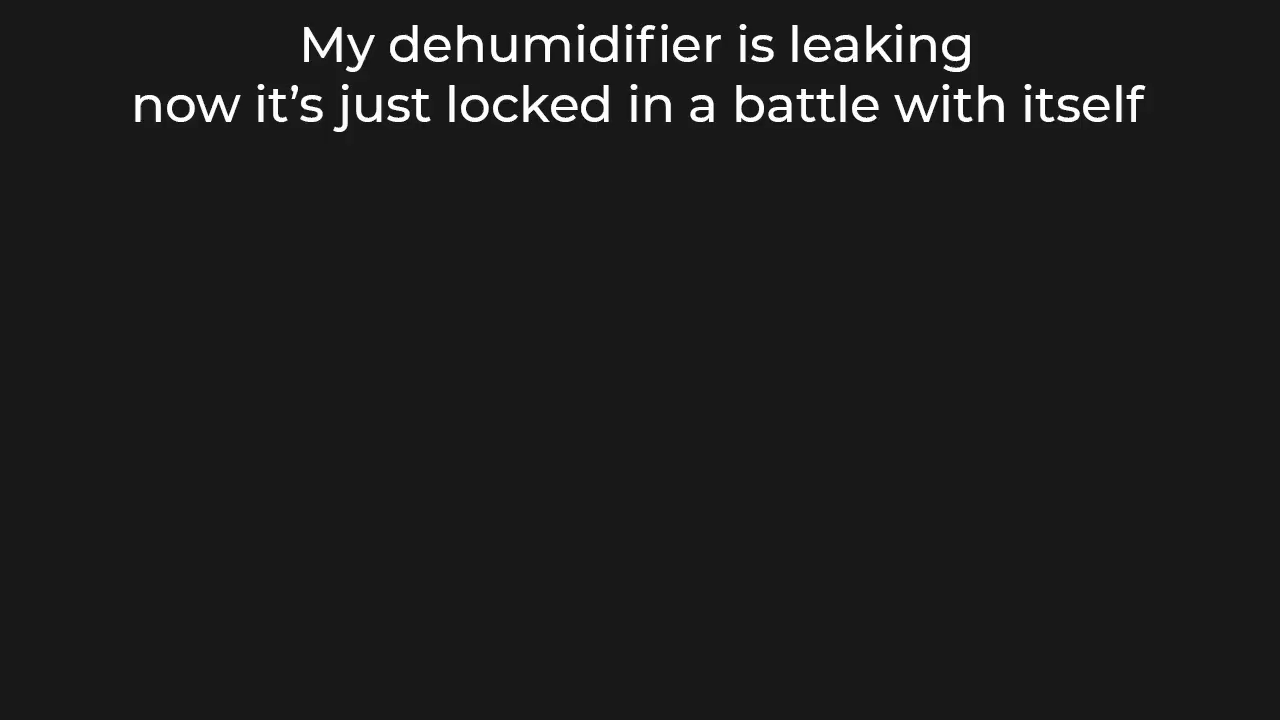 My dehumidifier is leaking
now it’s just locked in a battle with itself